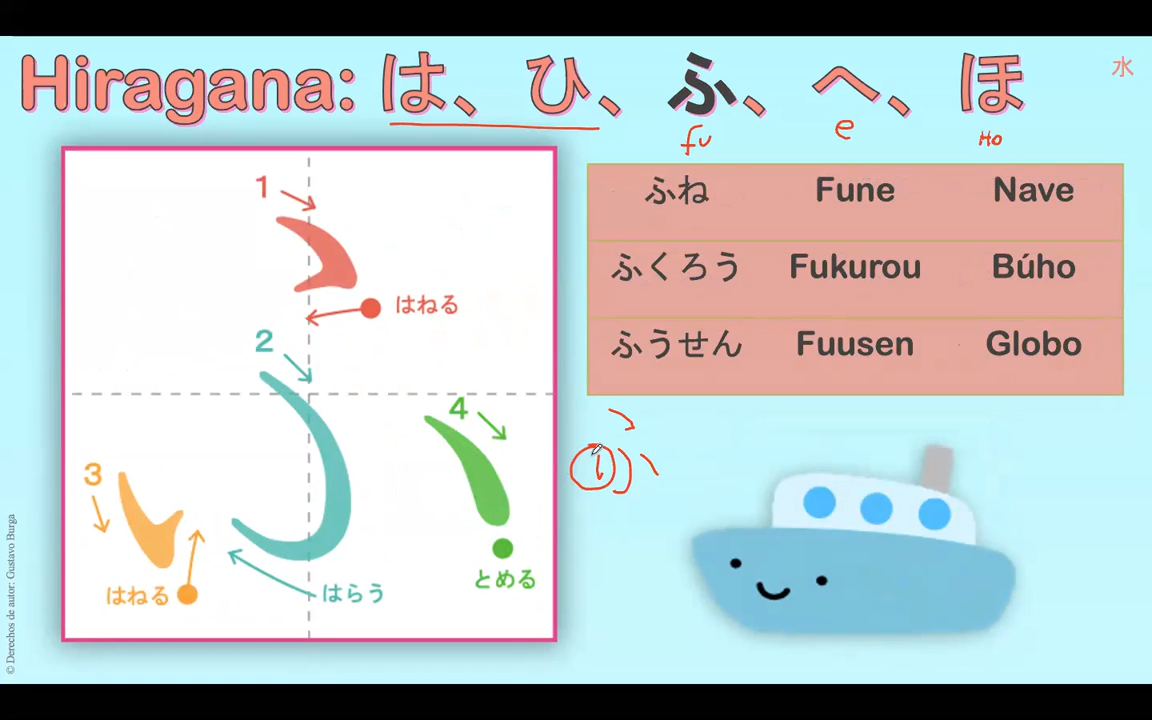 Hiragana: は、ひ、ふ、へ、ほ
水
fu e Ho
1
はねる
2
はらう
3
はねる
4
とめる
ふね Fune Nave
ふくろう Fukurou Búho
ふうせん Fuusen Globo
© Derechos de autor: Gustavo Burga